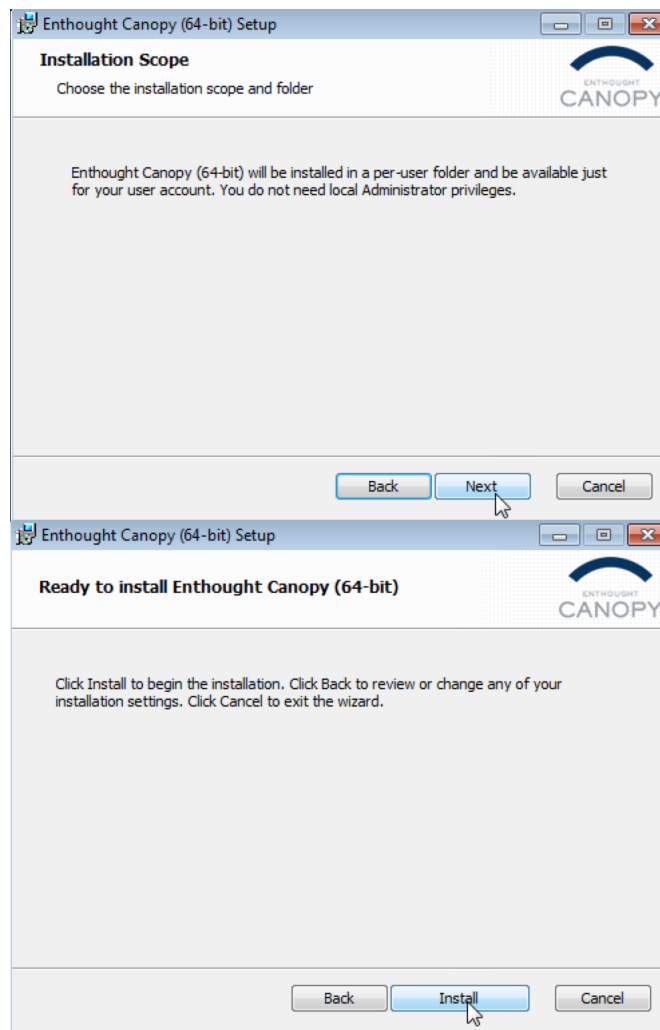 Enthought Canopy (64-bit) Setup
Installation Scope
Choose the installation scope and folder
ENTHOUGHT
CANOPY
Enthought Canopy (64-bit) will be installed in a per-user folder and be available just
for your user account. You do not need local Administrator privileges.
Back Next Cancel
Enthought Canopy (64-bit) Setup
Ready to install Enthought Canopy (64-bit)
ENTHOUGHT
CANOPY
Click Install to begin the installation. Click Back to review or change any of your
installation settings. Click Cancel to exit the wizard.
Back Install Cancel